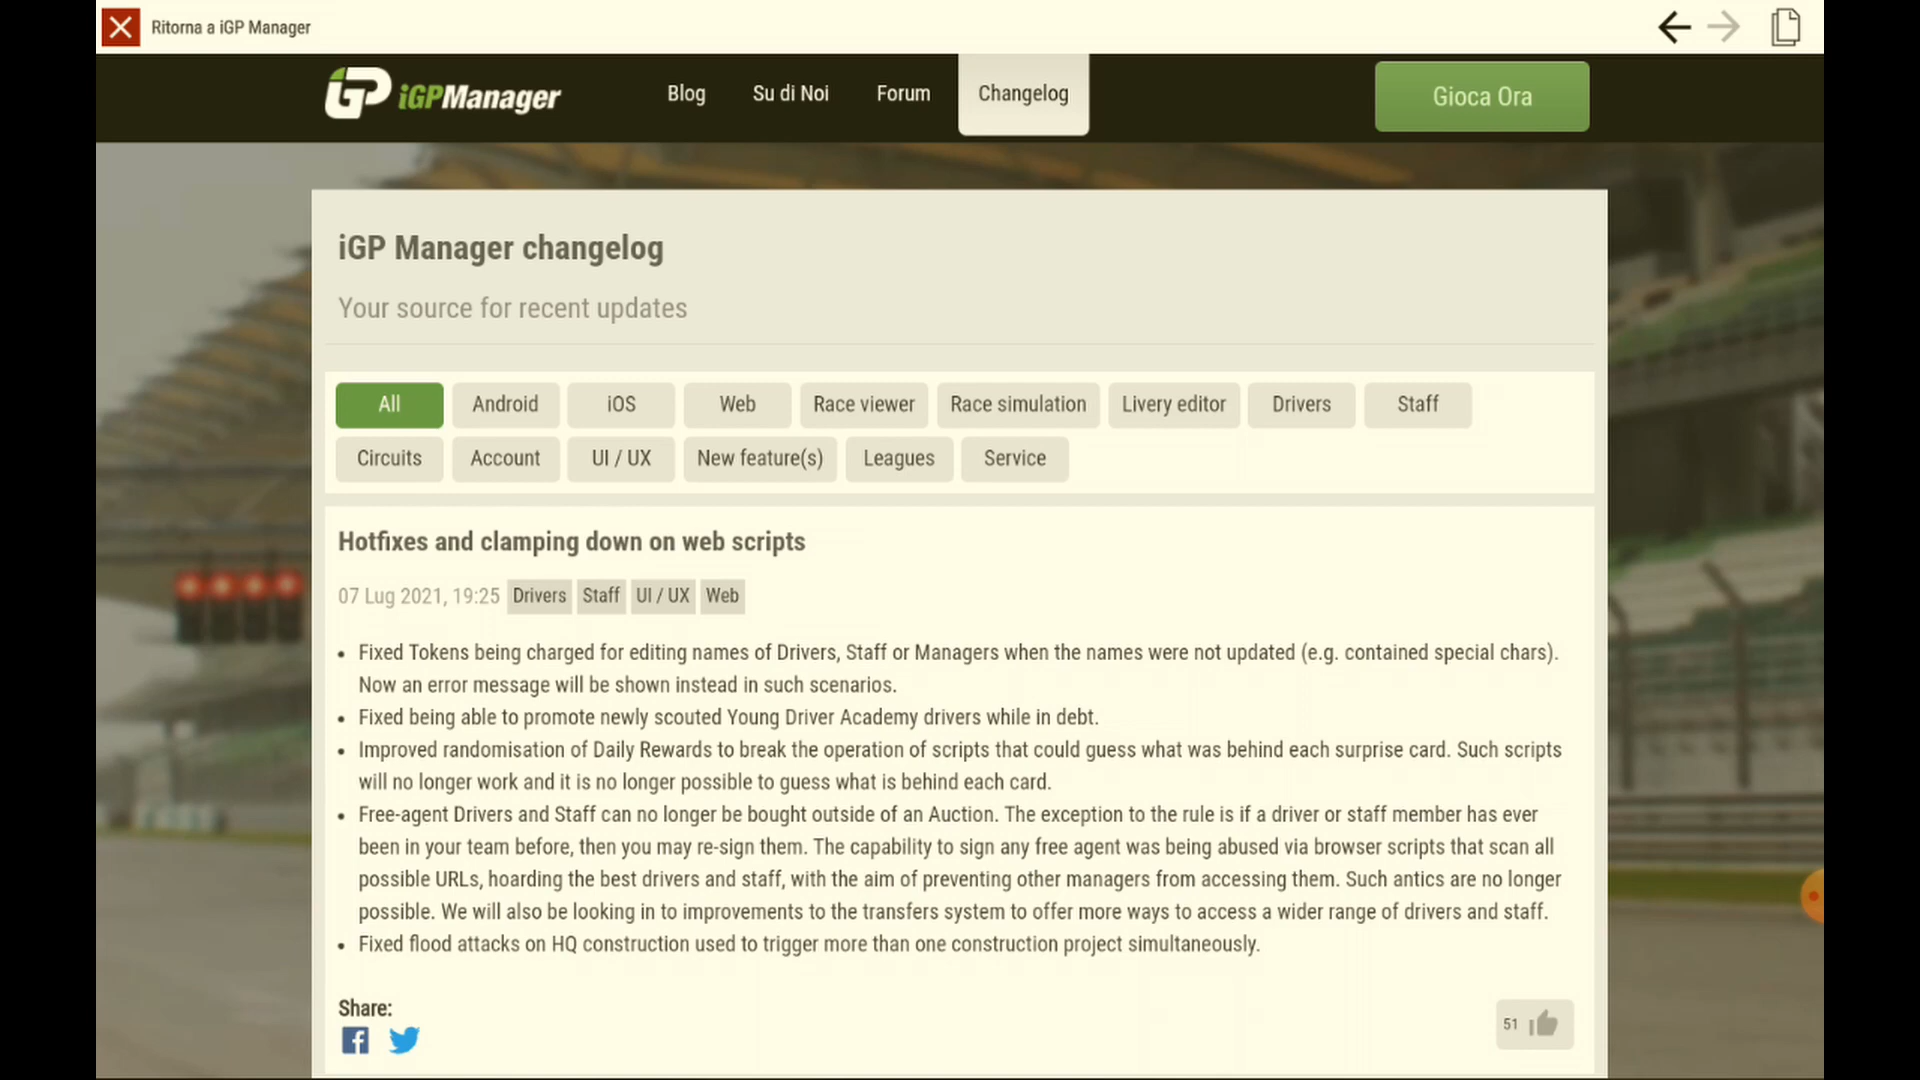 Ritorna a iGP Manager
iGPManager
Blog
Su di Noi
Forum
Changelog
Gioca Ora
iGP Manager changelog
Your source for recent updates
All
Android
iOS
Web
Race viewer
Race simulation
Livery editor
Drivers
Staff
Circuits
Account
UI / UX
New feature(s)
Leagues
Service
Hotfixes and clamping down on web scripts
07 Lug 2021, 19:25 Drivers Staff UI / UX Web
• Fixed Tokens being charged for editing names of Drivers, Staff or Managers when the names were not updated (e.g. contained special chars).
Now an error message will be shown instead in such scenarios.
• Fixed being able to promote newly scouted Young Driver Academy drivers while in debt.
• Improved randomisation of Daily Rewards to break the operation of scripts that could guess what was behind each surprise card. Such scripts
will no longer work and it is no longer possible to guess what is behind each card.
• Free-agent Drivers and Staff can no longer be bought outside of an Auction. The exception to the rule is if a driver or staff member has ever
been in your team before, then you may re-sign them. The capability to sign any free agent was being abused via browser scripts that scan all
possible URLs, hoarding the best drivers and staff, with the aim of preventing other managers from accessing them. Such antics are no longer
possible. We will also be looking in to improvements to the transfers system to offer more ways to access a wider range of drivers and staff.
• Fixed flood attacks on HQ construction used to trigger more than one construction project simultaneously.
Share:
51